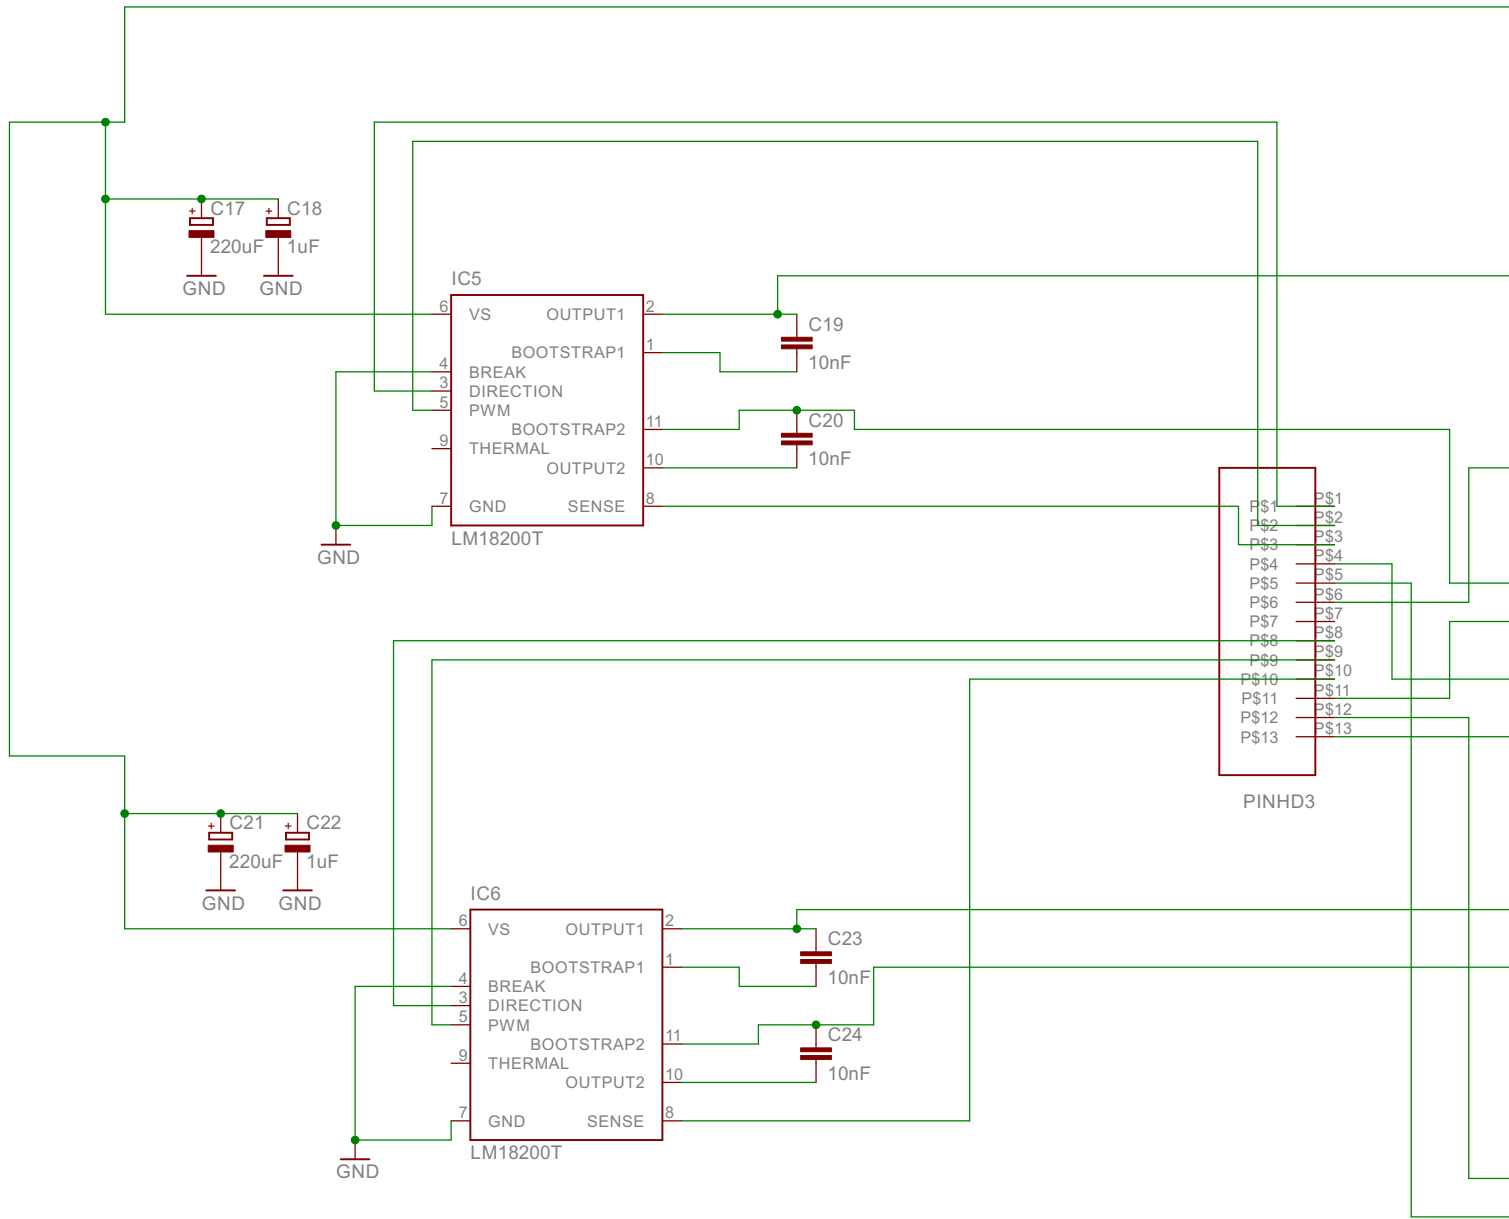 C17
220uF
GND
C18
1uF
GND
IC5
6 VS
4 BREAK
3 DIRECTION
5 PWM
9 THERMAL
7 GND
OUTPUT1 2
BOOTSTRAP1 1
BOOTSTRAP2 11
OUTPUT2 10
SENSE 8
LM18200T
GND
C19
10nF
C20
10nF
P$1 P$1
P$2 P$2
P$3 P$3
P$4 P$4
P$5 P$5
P$6 P$6
P$7 P$7
P$8 P$8
P$9 P$9
P$10 P$10
P$11 P$11
P$12 P$12
P$13 P$13
PINHD3
C21
220uF
GND
C22
1uF
GND
IC6
6 VS
4 BREAK
3 DIRECTION
5 PWM
9 THERMAL
7 GND
OUTPUT1 2
BOOTSTRAP1 1
BOOTSTRAP2 11
OUTPUT2 10
SENSE 8
LM18200T
GND
C23
10nF
C24
10nF